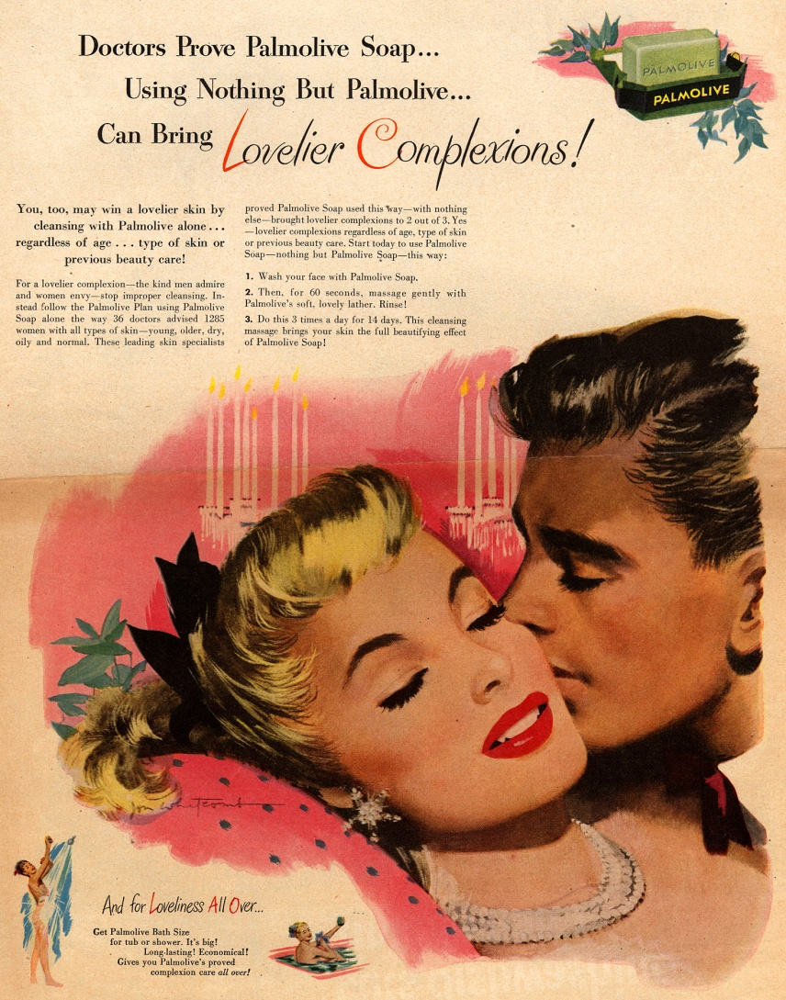 Doctors Prove Palmolive Soap...
Using Nothing But Palmolive...
Can Bring Lovelier Complexions!
PALMOLIVE
PALMOLIVE
You, too, may win a lovelier skin by
cleansing with Palmolive alone...
regardless of age...type of skin or
previous beauty care!
For a lovelier complexion—the kind men admire
and women envy—stop improper cleansing. In-
stead follow the Palmolive Plan using Palmolive
Soap alone the way 36 doctors advised 1285
women with all types of skin—young, older, dry,
oily and normal. These leading skin specialists
proved Palmolive Soap used this way—with nothing
else—brought lovelier complexions to 2 out of 3. Yes
—lovelier complexions regardless of age, type of skin
or previous beauty care. Start today to use Palmolive
Soap—nothing but Palmolive Soap—this way:
1. Wash your face with Palmolive Soap.
2. Then, for 60 seconds, massage gently with
Palmolive's soft, lovely lather. Rinse!
3. Do this 3 times a day for 14 days. This cleansing
massage brings your skin the full beautifying effect
of Palmolive Soap!
Jon Whitcomb
And for Loveliness All Over...
Get Palmolive Bath Size
for tub or shower. It's big!
Long-lasting! Economical!
Gives you Palmolive's proved
complexion care all over!